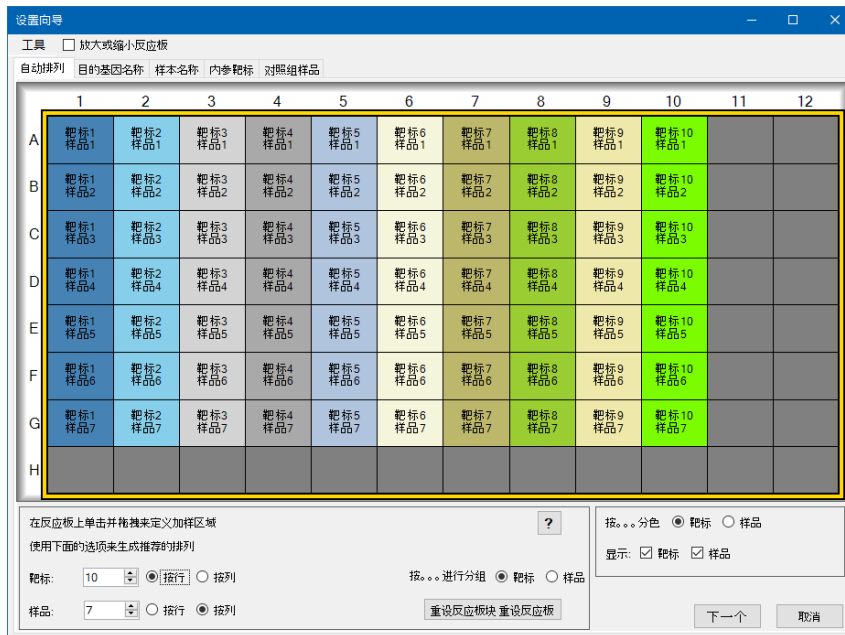 设置向导
工具 放大或缩小反应板
自动排列 目的基因名称 样本名称 内参靶标 对照组样品
1 2 3 4 5 6 7 8 9 10 11 12
A 靶标1 靶标2 靶标3 靶标4 靶标5 靶标6 靶标7 靶标8 靶标9 靶标10
样品1 样品1 样品1 样品1 样品1 样品1 样品1 样品1 样品1 样品1
B 靶标1 靶标2 靶标3 靶标4 靶标5 靶标6 靶标7 靶标8 靶标9 靶标10
样品2 样品2 样品2 样品2 样品2 样品2 样品2 样品2 样品2 样品2
C 靶标1 靶标2 靶标3 靶标4 靶标5 靶标6 靶标7 靶标8 靶标9 靶标10
样品3 样品3 样品3 样品3 样品3 样品3 样品3 样品3 样品3 样品3
D 靶标1 靶标2 靶标3 靶标4 靶标5 靶标6 靶标7 靶标8 靶标9 靶标10
样品4 样品4 样品4 样品4 样品4 样品4 样品4 样品4 样品4 样品4
E 靶标1 靶标2 靶标3 靶标4 靶标5 靶标6 靶标7 靶标8 靶标9 靶标10
样品5 样品5 样品5 样品5 样品5 样品5 样品5 样品5 样品5 样品5
F 靶标1 靶标2 靶标3 靶标4 靶标5 靶标6 靶标7 靶标8 靶标9 靶标10
样品6 样品6 样品6 样品6 样品6 样品6 样品6 样品6 样品6 样品6
G 靶标1 靶标2 靶标3 靶标4 靶标5 靶标6 靶标7 靶标8 靶标9 靶标10
样品7 样品7 样品7 样品7 样品7 样品7 样品7 样品7 样品7 样品7
H
在反应板上单击并拖拽来定义加样区域 ?
使用下面的选项来生成推荐的排列
靶标: 10 按行 按列 按。。。进行分组 靶标 样品
样品: 7 按行 按列 重设反应板块 重设反应板
按。。。分色 靶标 样品
显示: 靶标 样品
下一个 取消